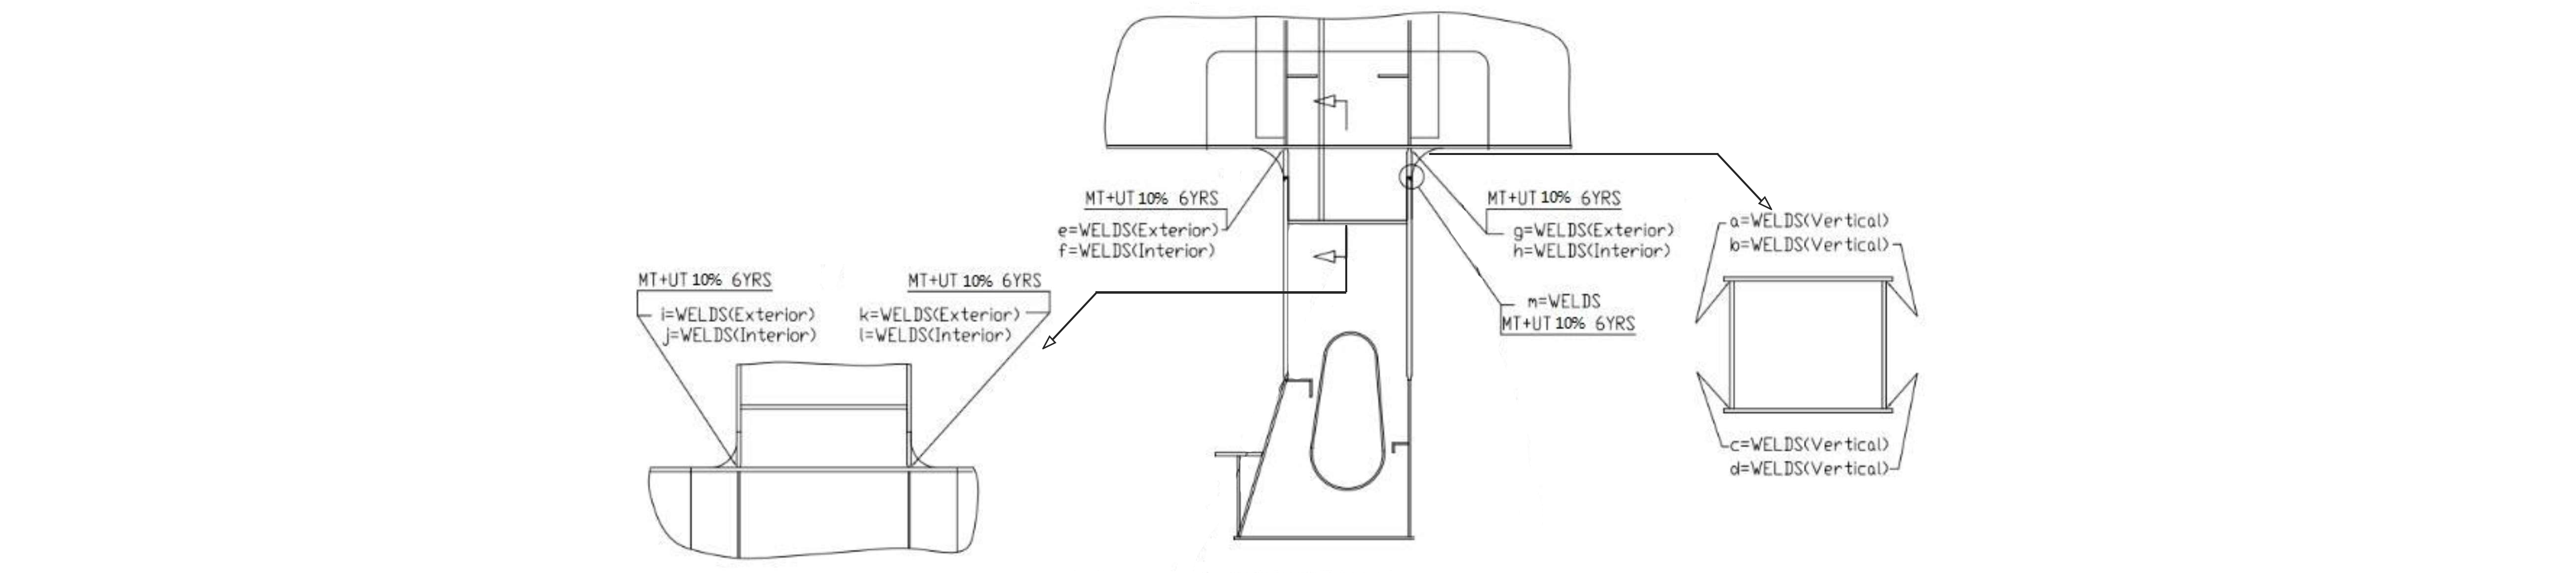 MT+UT 10% 6YRS
e=WELDS(Exterior)
f=WELDS(Interior)
MT+UT 10% 6YRS
g=WELDS(Exterior)
h=WELDS(Interior)
a=WELDS(Vertical)
b=WELDS(Vertical)
MT+UT 10% 6YRS
i=WELDS(Exterior)
j=WELDS(Interior)
MT+UT 10% 6YRS
k=WELDS(Exterior)
l=WELDS(Interior)
m=WELDS
MT+UT 10% 6YRS
c=WELDS(Vertical)
d=WELDS(Vertical)